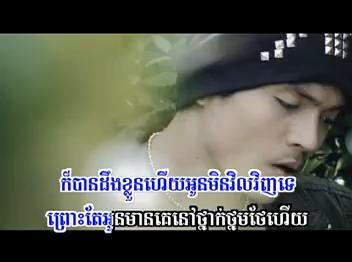 ក៏បានដឹងខ្លួនហើយអូនមិនវិលវិញទេ
ព្រោះតែអូនមានគេនៅថ្នាក់ថ្នមថែហើយ